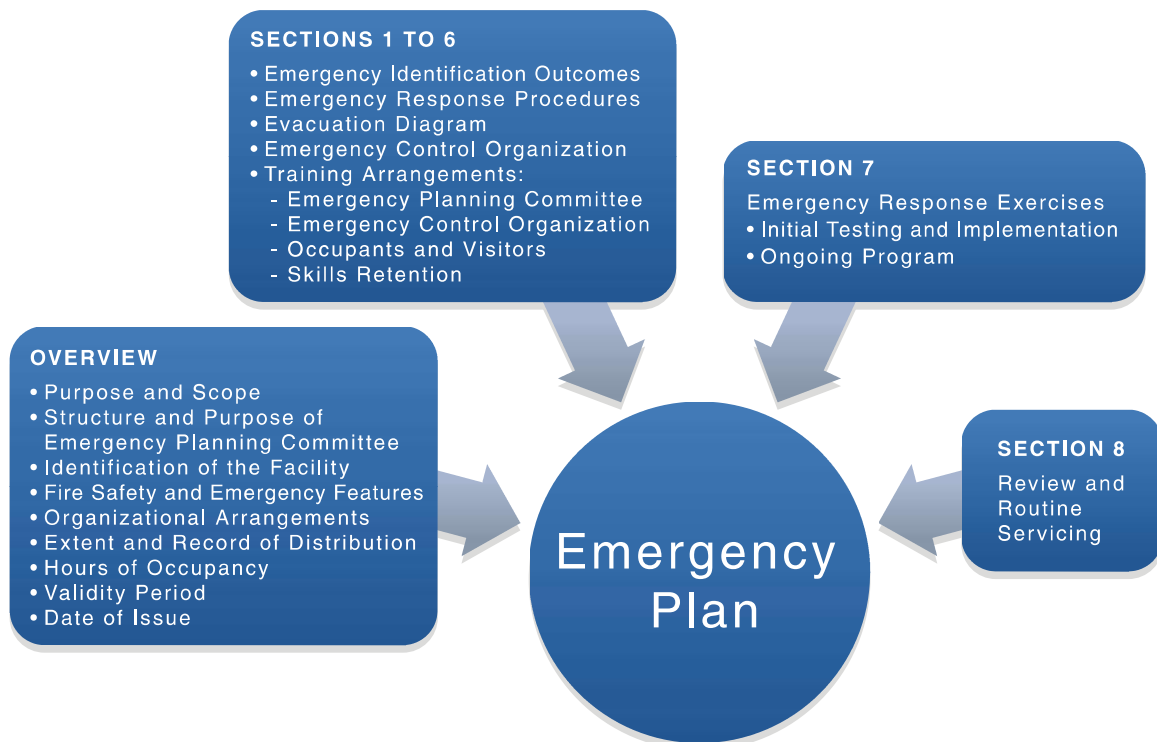 SECTIONS 1 TO 6
• Emergency Identification Outcomes
• Emergency Response Procedures
• Evacuation Diagram
• Emergency Control Organization
• Training Arrangements:
- Emergency Planning Committee
- Emergency Control Organization
- Occupants and Visitors
- Skills Retention
SECTION 7
Emergency Response Exercises
• Initial Testing and Implementation
• Ongoing Program
OVERVIEW
• Purpose and Scope
• Structure and Purpose of
Emergency Planning Committee
• Identification of the Facility
• Fire Safety and Emergency Features
• Organizational Arrangements
• Extent and Record of Distribution
• Hours of Occupancy
• Validity Period
• Date of Issue
SECTION 8
Review and
Routine
Servicing
Emergency
Plan